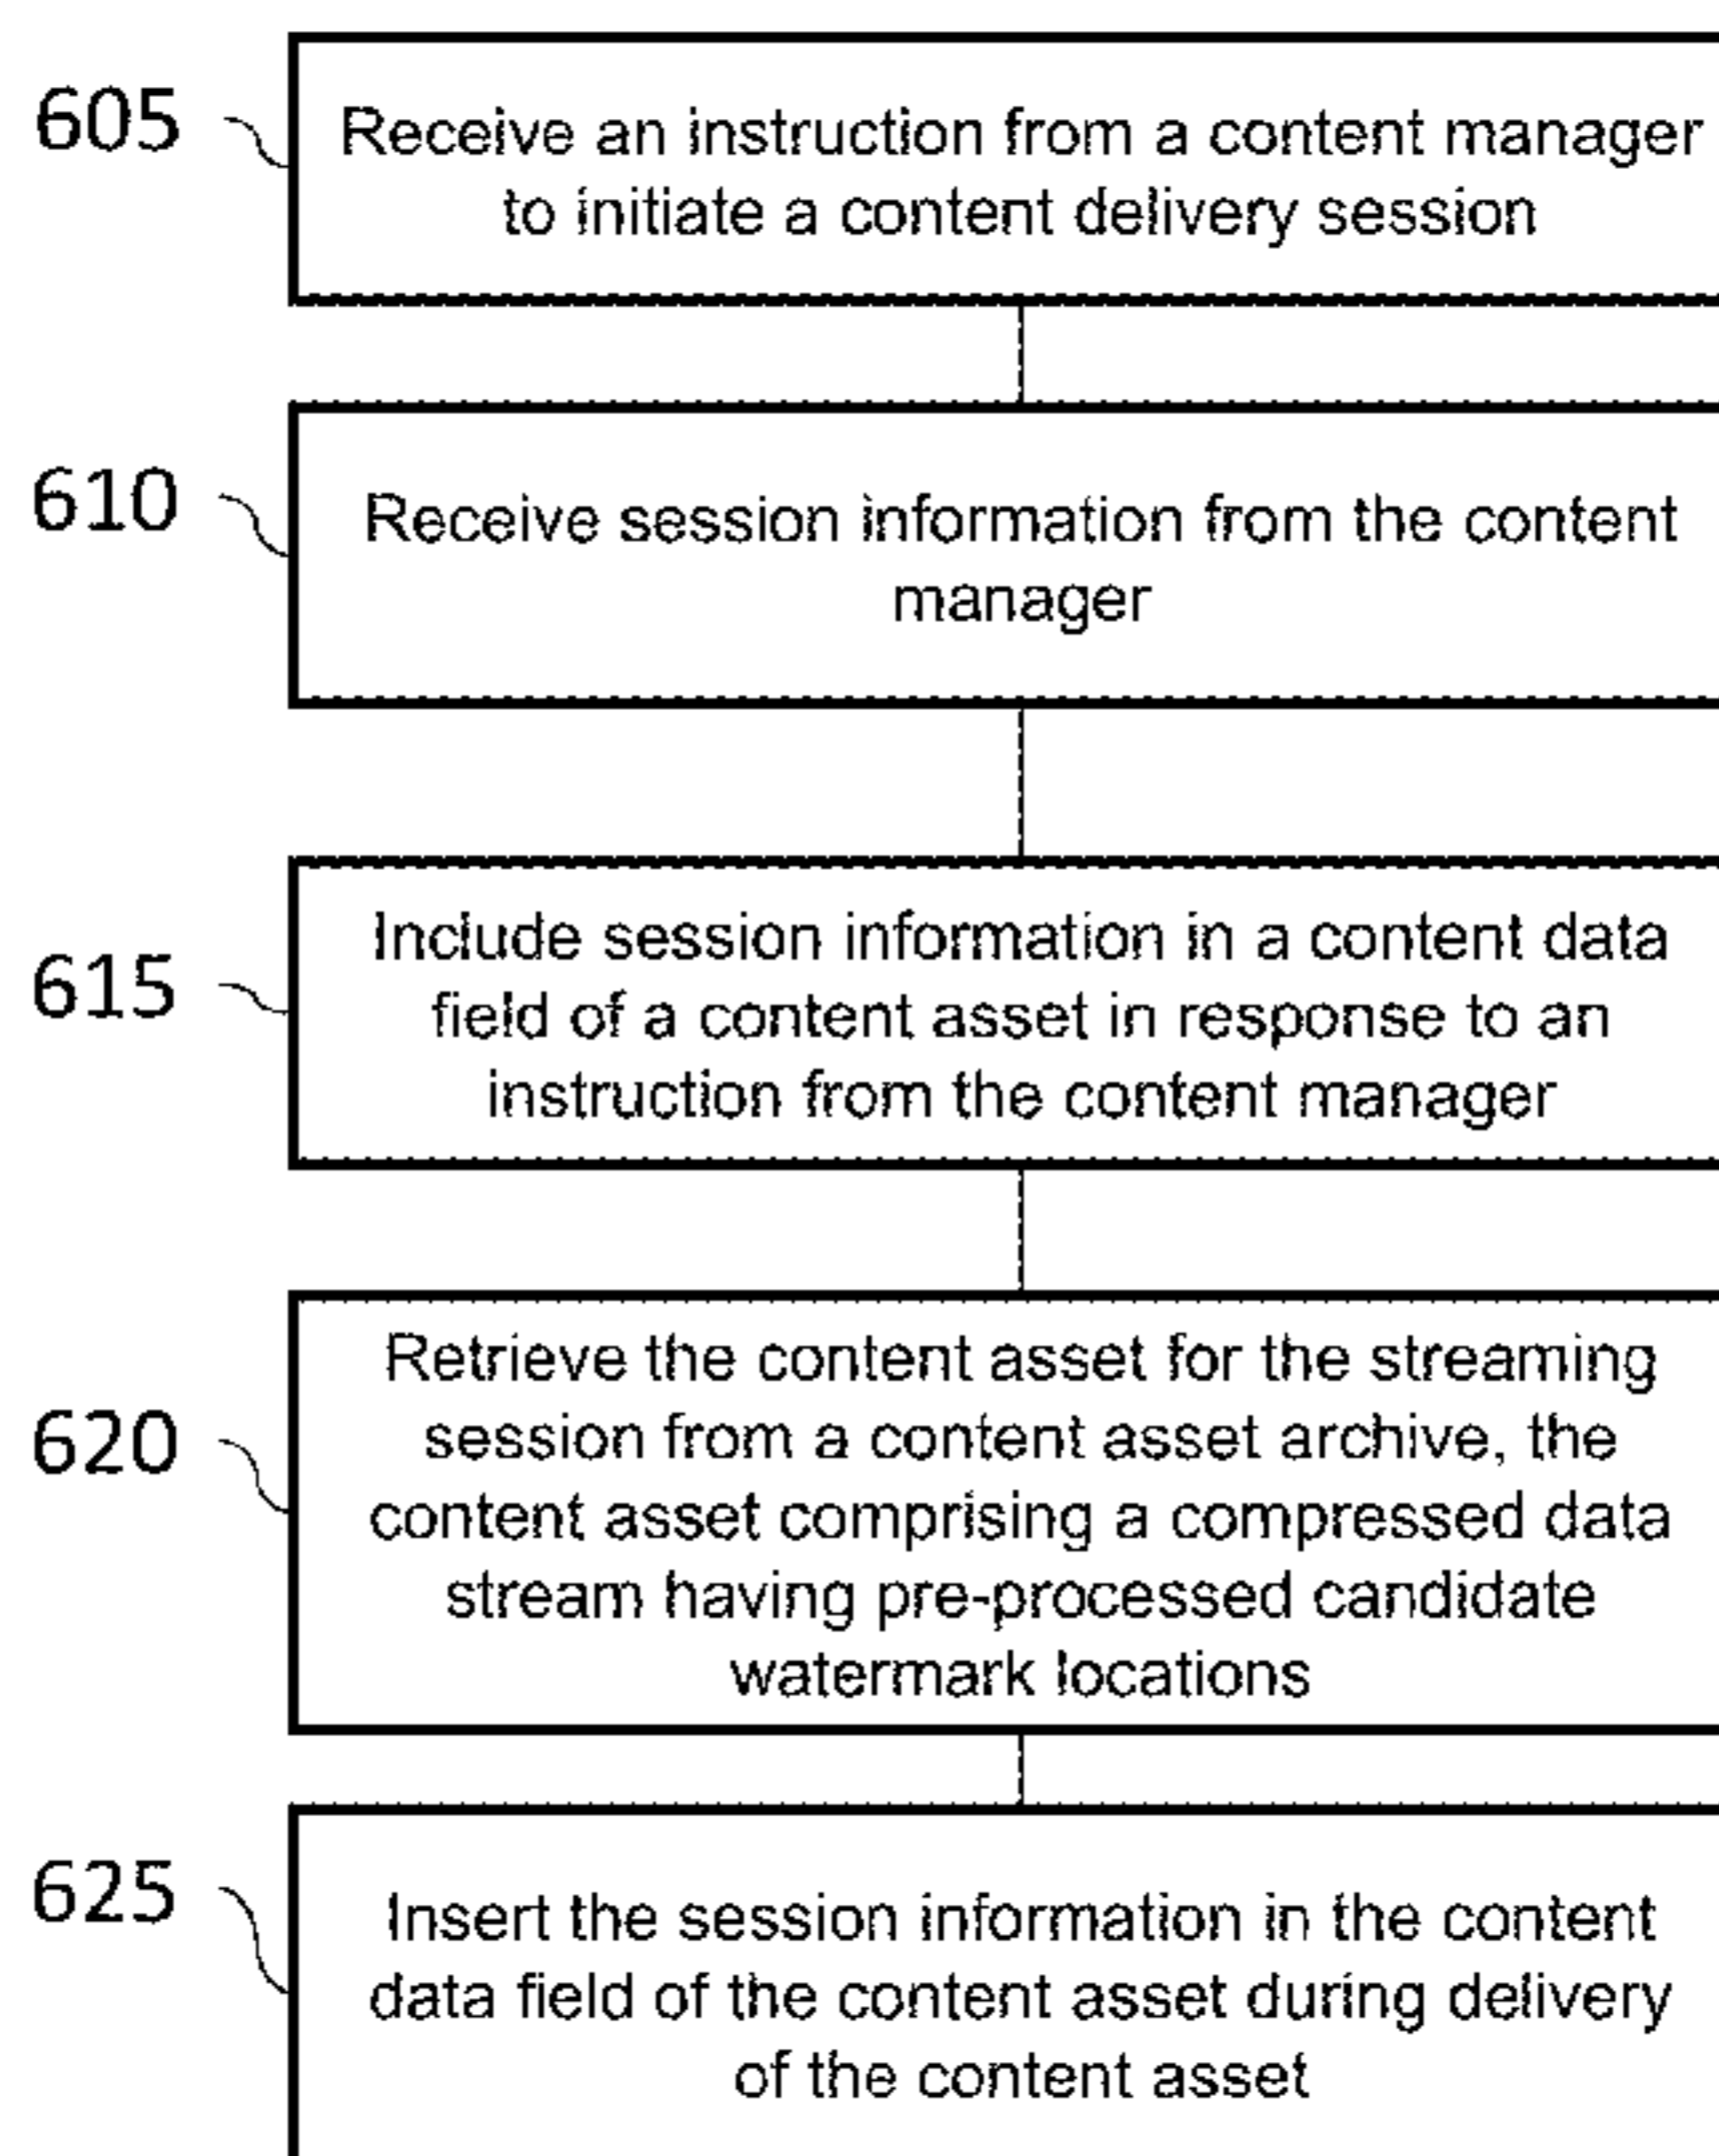 605
Receive an instruction from a content manager
to initiate a content delivery session
610
Receive session information from the content
manager
615
Include session information in a content data
field of a content asset in response to an
instruction from the content manager
620
Retrieve the content asset for the streaming
session from a content asset archive, the
content asset comprising a compressed data
stream having pre-processed candidate
watermark locations
625
Insert the session information in the content
data field of the content asset during delivery
of the content asset